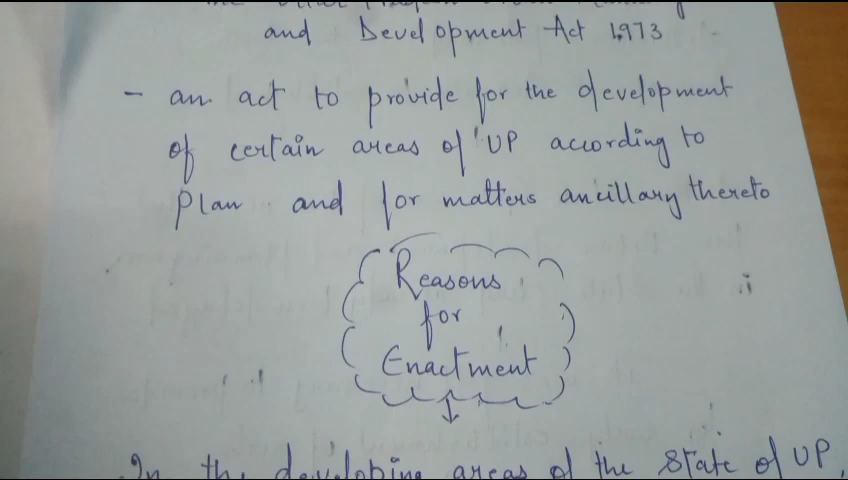 and Development Act 1973
- an act to provide for the development
of certain areas of UP according to
Plan and for matters ancillary thereto
Reasons
for
Enactment
In the developing areas of the State of UP,